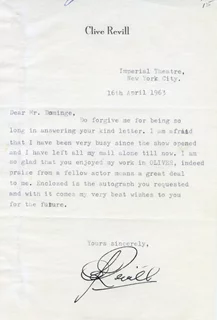 15
Clive Revill
Imperial Theatre,
New York City.
16th April 1963
Dear Mr.
forgive me for being so
long in answering your kind letter. I am afraid
that I have been very busy since the show opened
and I have left all my mail alone till now. I am
so glad that you enjoyed my work in OLIVER, indeed
praise from a fellow actor means a great deal
to me. Enclosed is the autograph you requested
and with it comes my very best wishes to you
for the future.
Yours sincerely,
Revill